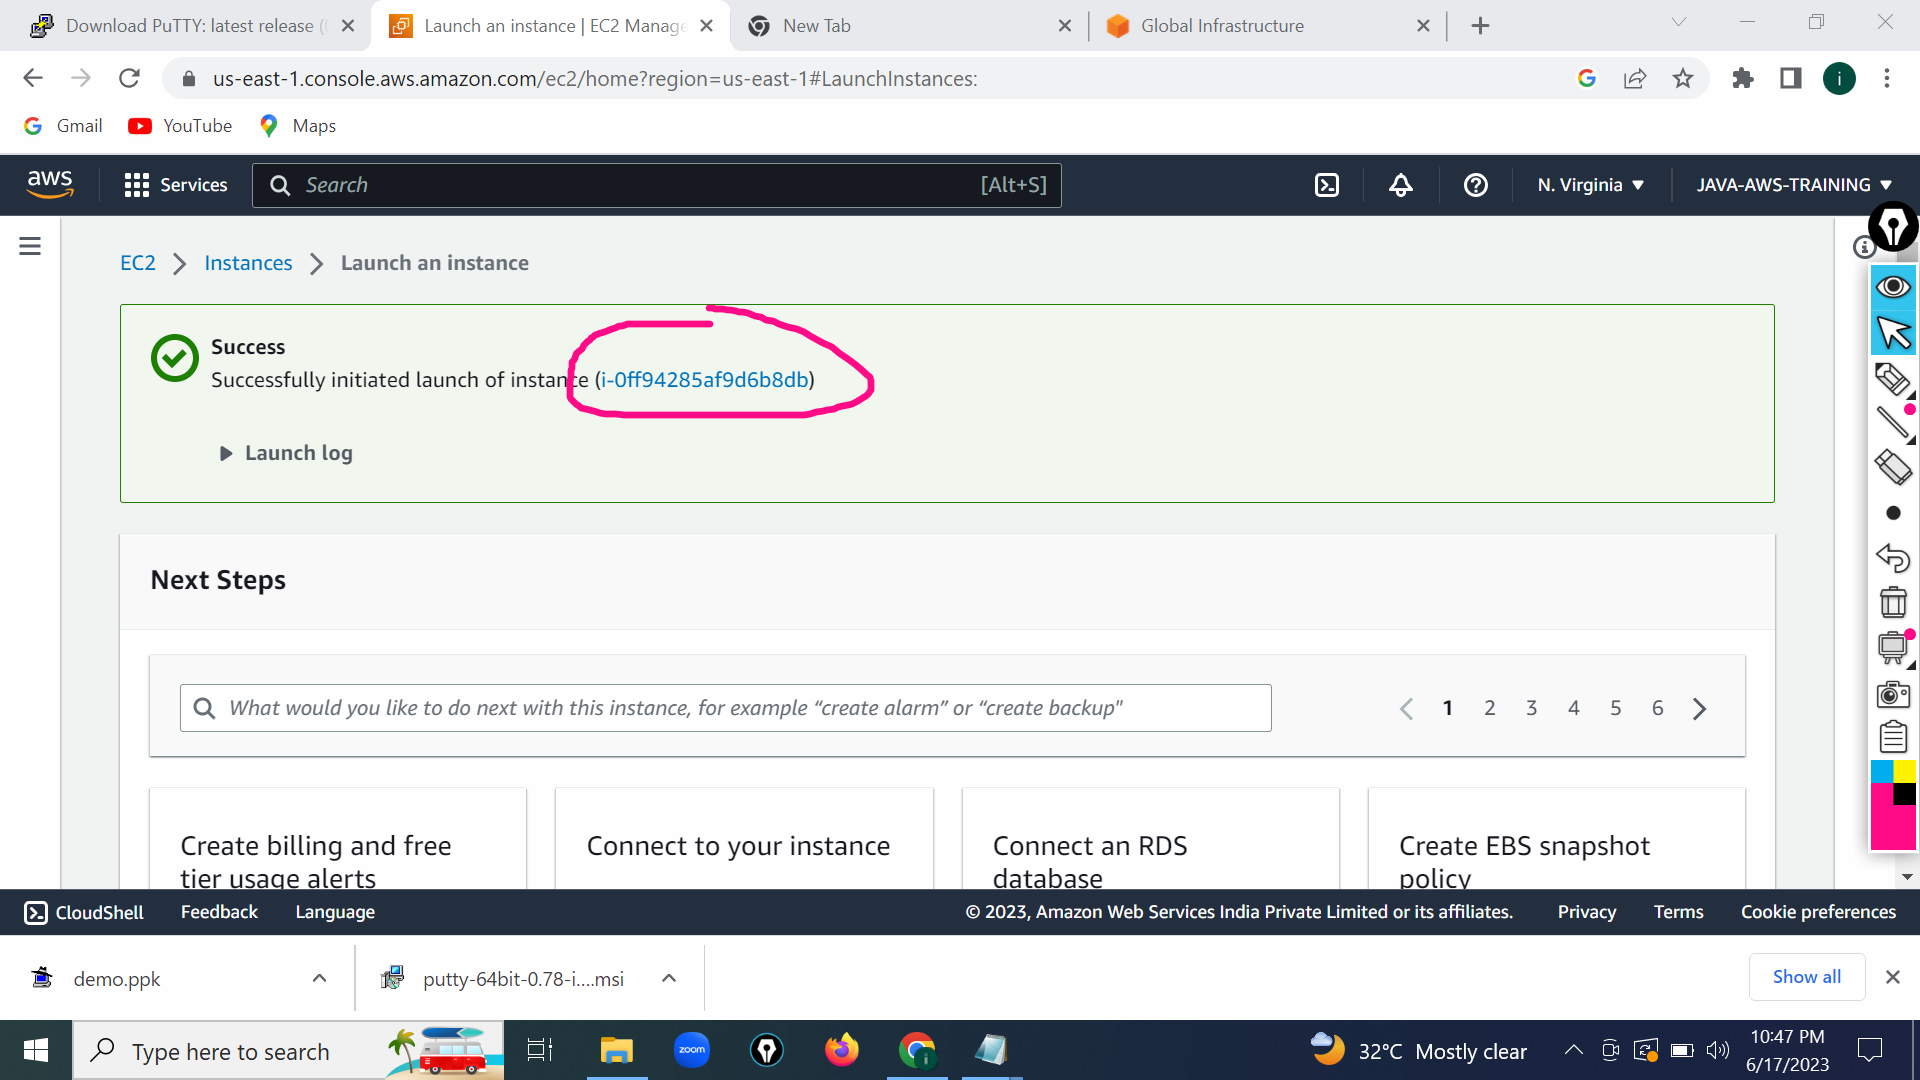 Download PuTTY: latest release (
Launch an instance | EC2 Manage
New Tab
Global Infrastructure
us-east-1.console.aws.amazon.com/ec2/home?region=us-east-1#LaunchInstances:
i
Gmail
YouTube
Maps
aws
Services
Search
[Alt+S]
N. Virginia
JAVA-AWS-TRAINING
EC2
Instances
Launch an instance
Success
Successfully initiated launch of instance (i-0ff94285af9d6b8db)
Launch log
Next Steps
What would you like to do next with this instance, for example “create alarm” or “create backup"
1 2 3 4 5 6
Create billing and free
tier usage alerts
Connect to your instance
Connect an RDS
database
Create EBS snapshot
policy
CloudShell
Feedback
Language
© 2023, Amazon Web Services India Private Limited or its affiliates.
Privacy
Terms
Cookie preferences
demo.ppk
putty-64bit-0.78-i....msi
Show all
Type here to search
zoom
32°C Mostly clear
10:47 PM
6/17/2023